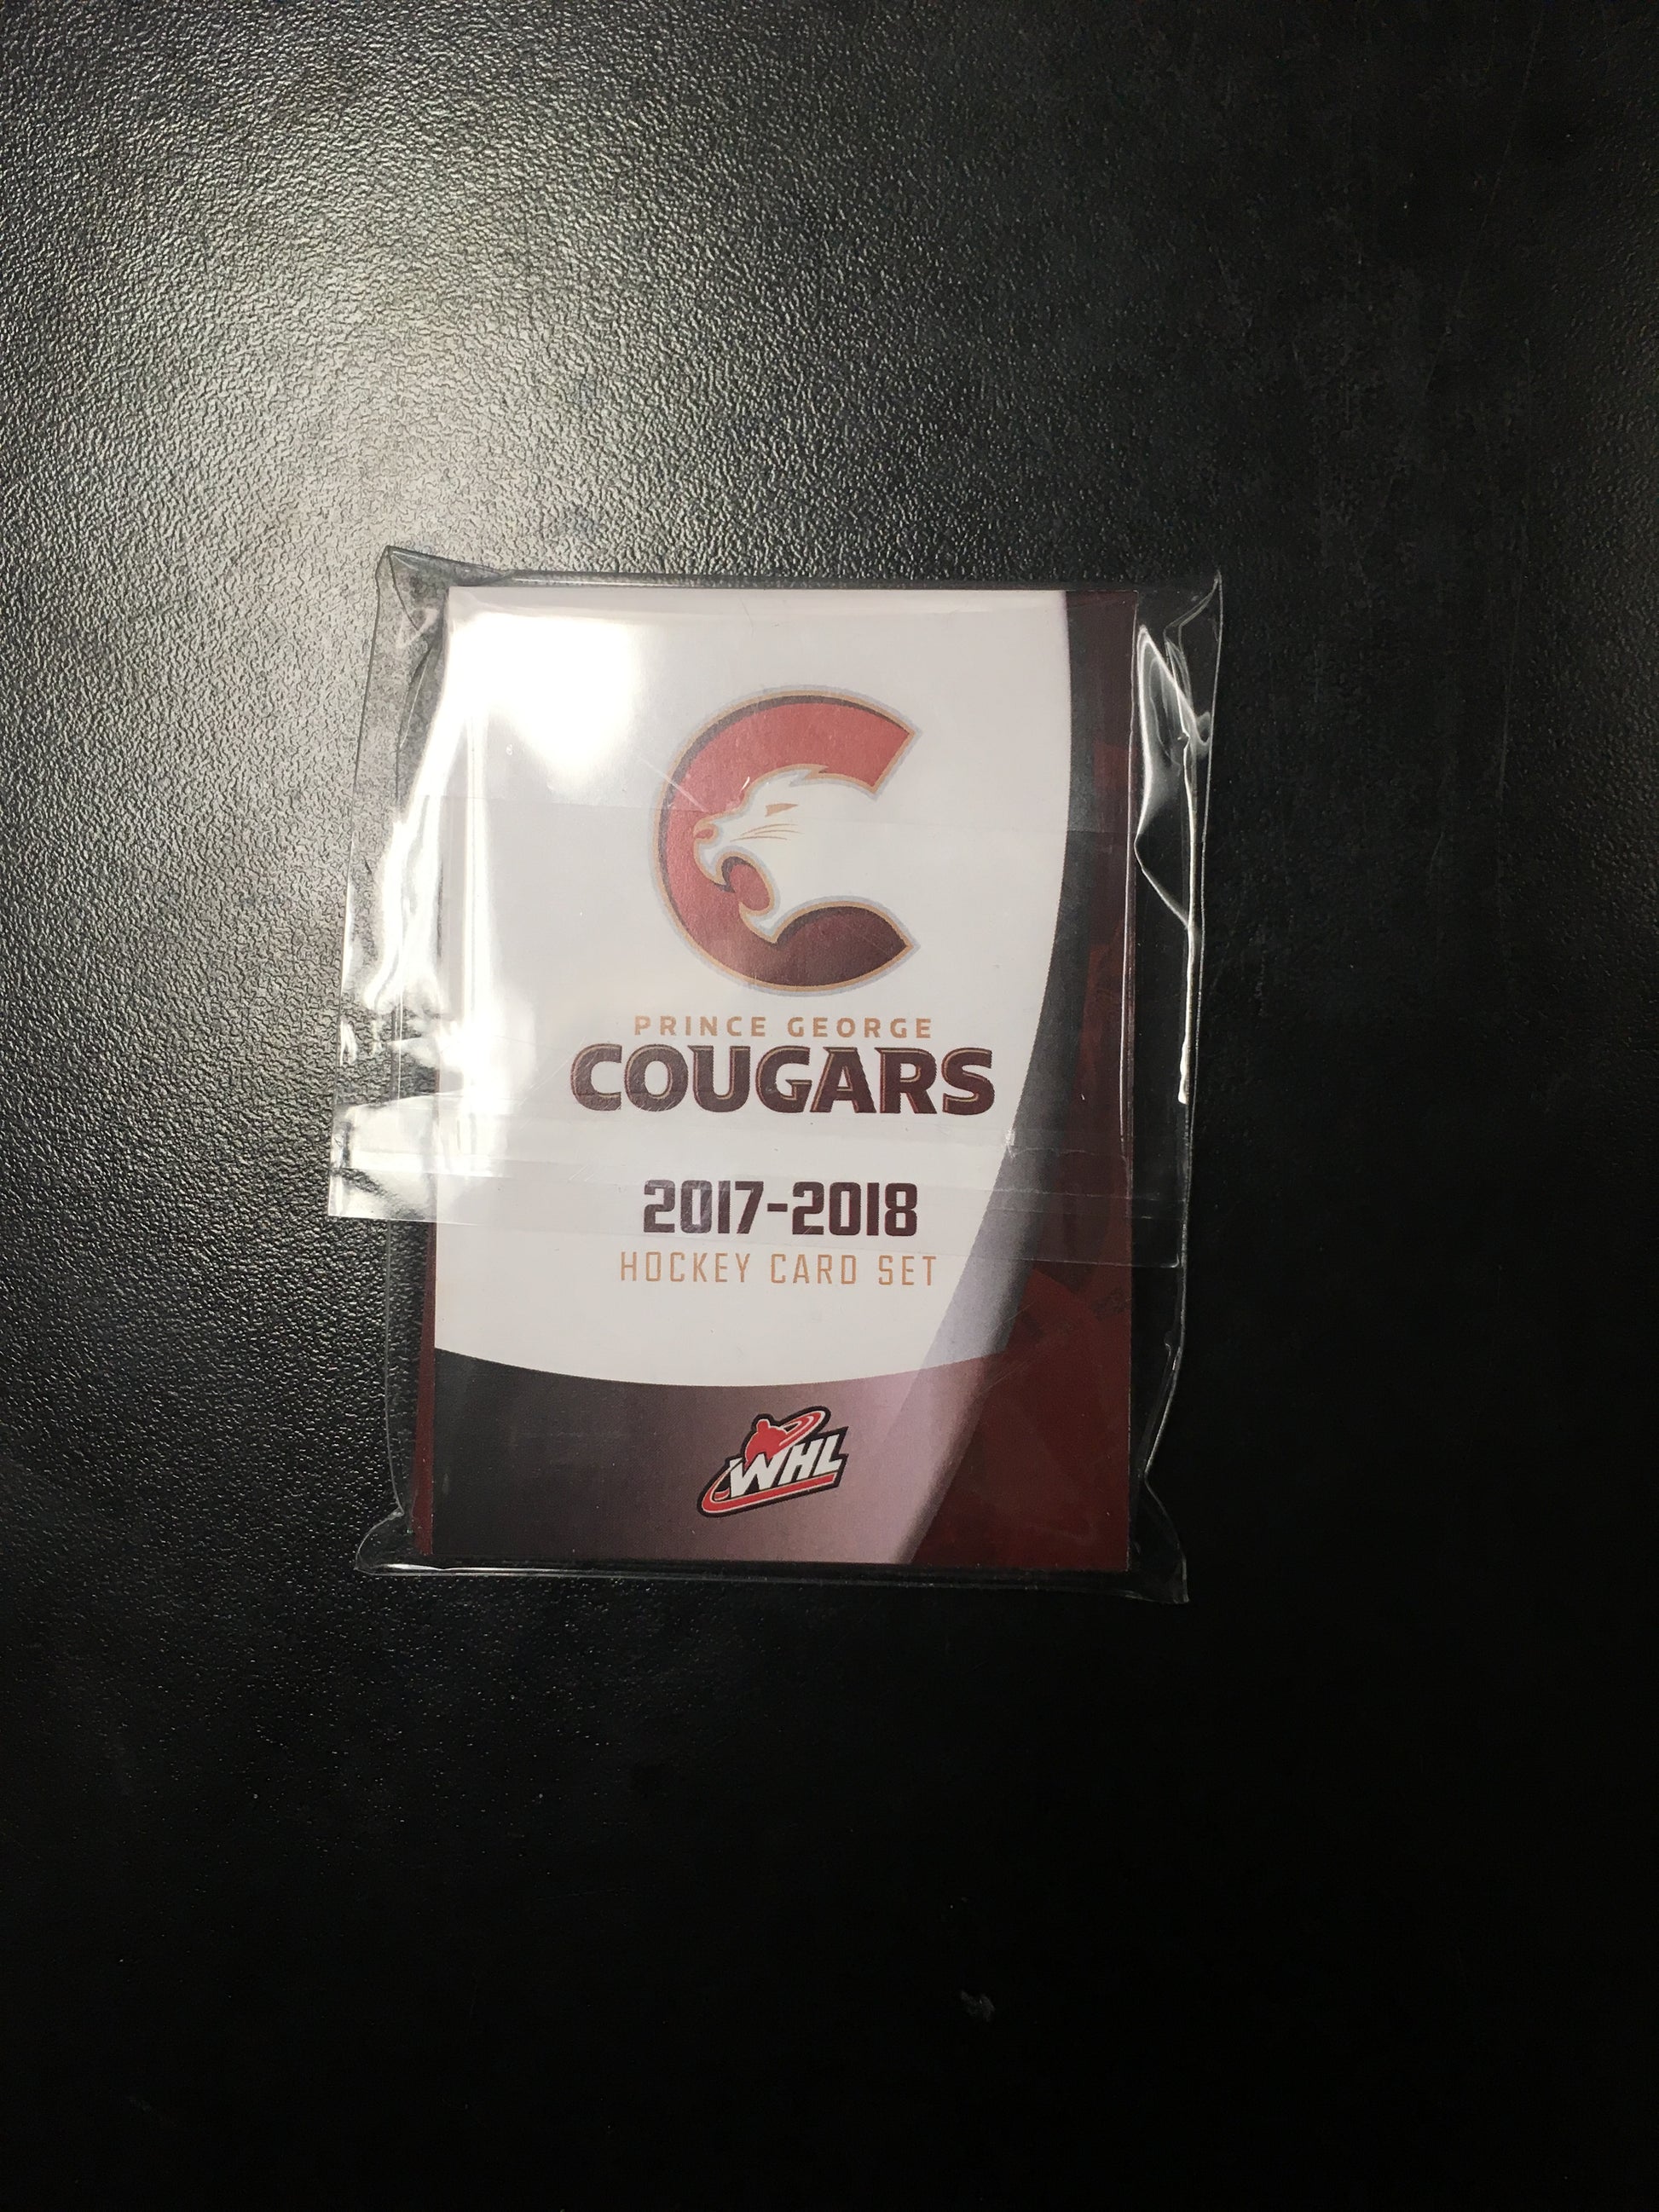 PRINCE GEORGE
COUGARS
2017-2018
HOCKEY CARD SET
WHL